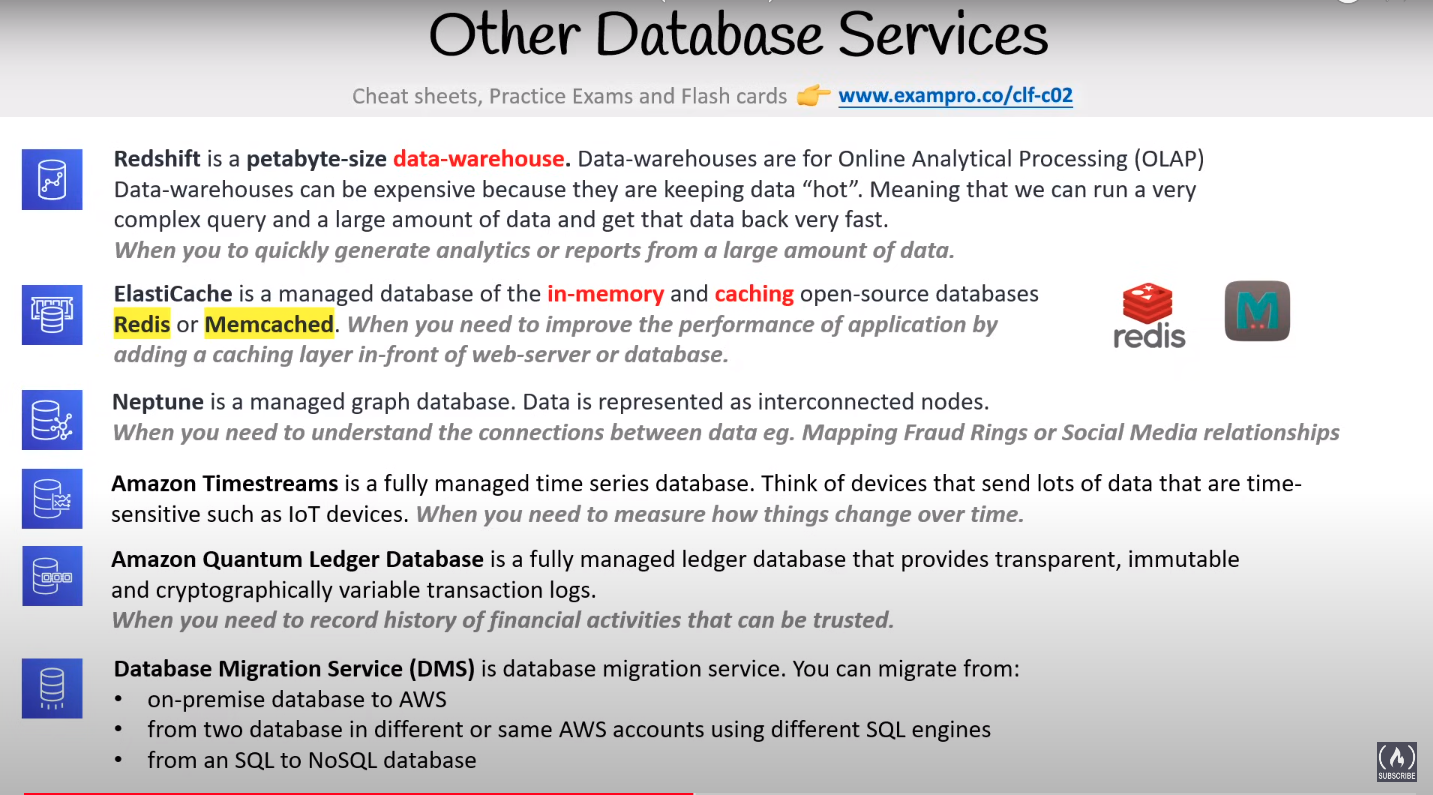 Other Database Services
Cheat sheets, Practice Exams and Flash cards 👉 www.exampro.co/clf-c02
Redshift is a petabyte-size data-warehouse. Data-warehouses are for Online Analytical Processing (OLAP)
Data-warehouses can be expensive because they are keeping data “hot”. Meaning that we can run a very
complex query and a large amount of data and get that data back very fast.
When you to quickly generate analytics or reports from a large amount of data.
ElastiCache is a managed database of the in-memory and caching open-source databases
Redis or Memcached. When you need to improve the performance of application by
adding a caching layer in-front of web-server or database.
redis
M
Neptune is a managed graph database. Data is represented as interconnected nodes.
When you need to understand the connections between data eg. Mapping Fraud Rings or Social Media relationships
Amazon Timestreams is a fully managed time series database. Think of devices that send lots of data that are time-
sensitive such as IoT devices. When you need to measure how things change over time.
Amazon Quantum Ledger Database is a fully managed ledger database that provides transparent, immutable
and cryptographically variable transaction logs.
When you need to record history of financial activities that can be trusted.
Database Migration Service (DMS) is database migration service. You can migrate from:
• on-premise database to AWS
• from two database in different or same AWS accounts using different SQL engines
• from an SQL to NoSQL database
SUBSCRIBE